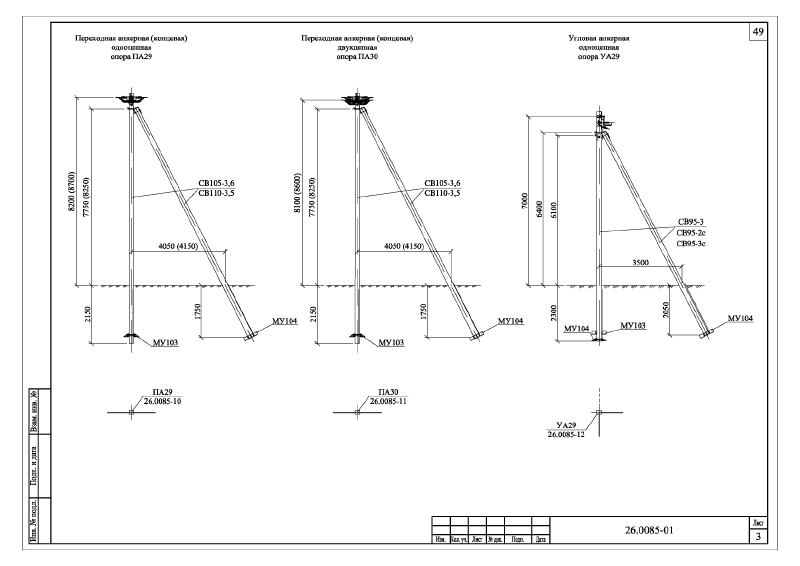 49
Переходная анкерная (концевая)
одноцепная
опора ПА29
8200 (8700)
7750 (8250)
СВ105-3,6
СВ110-3,5
4050 (4150)
2150
1750
МУ104
МУ103
ПА29
26.0085-10
Переходная анкерная (концевая)
двухцепная
опора ПА30
8100 (8600)
7750 (8250)
СВ105-3,6
СВ110-3,5
4050 (4150)
2150
1750
МУ104
МУ103
ПА30
26.0085-11
Угловая анкерная
одноцепная
опора УА29
7000
6400
6100
СВ95-3
СВ95-2с
СВ95-3с
3500
2300
2050
МУ104
МУ104
МУ103
УА29
26.0085-12
Взам. инв. №
Подп. и дата
Инв. № подл.
Изм. Кол. уч. Лист № док. Подп. Дата
26.0085-01
Лист
3